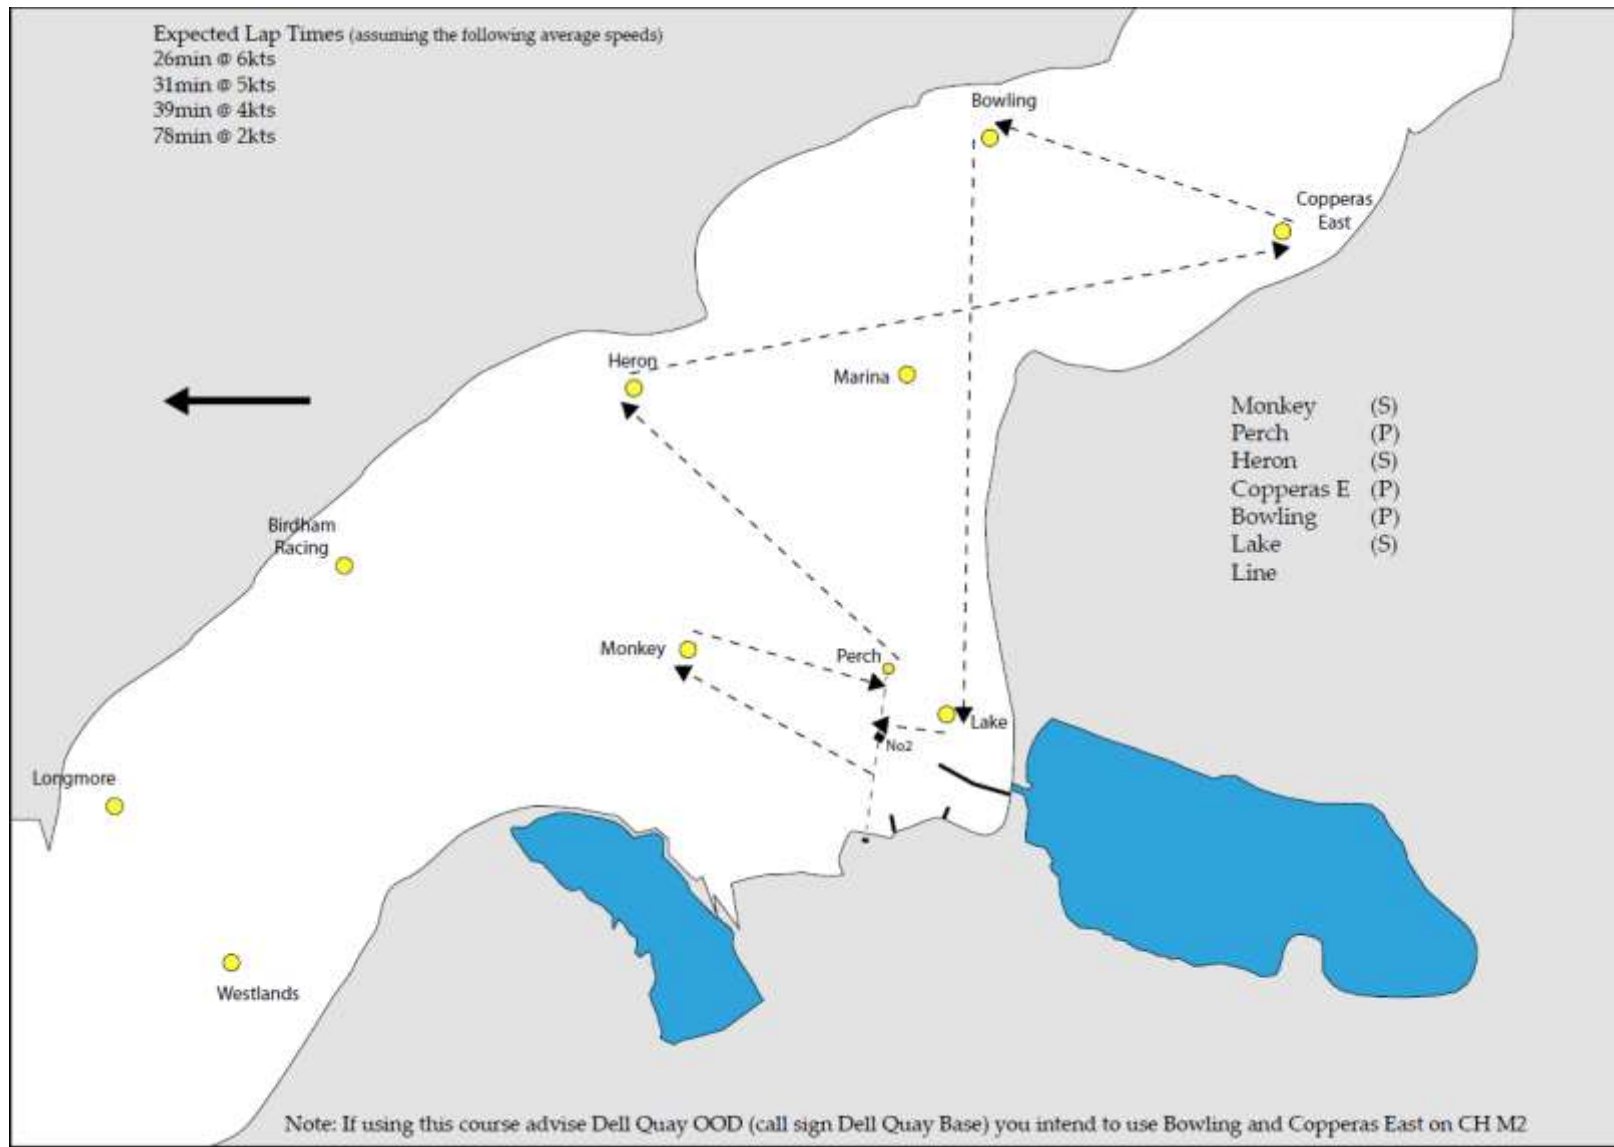 Expected Lap Times (assuming the following average speeds)
26min @ 6kts
31min @ 5kts
39min @ 4kts
78min @ 2kts
Bowling
Copperas
East
Heron
Marina
Monkey (S)
Perch (P)
Heron (S)
Copperas E (P)
Bowling (P)
Lake (S)
Line
Birdham
Racing
Monkey
Perch
Lake
No2
Longmore
Westlands
Note: If using this course advise Dell Quay OOD (call sign Dell Quay Base) you intend to use Bowling and Copperas East on CH M2